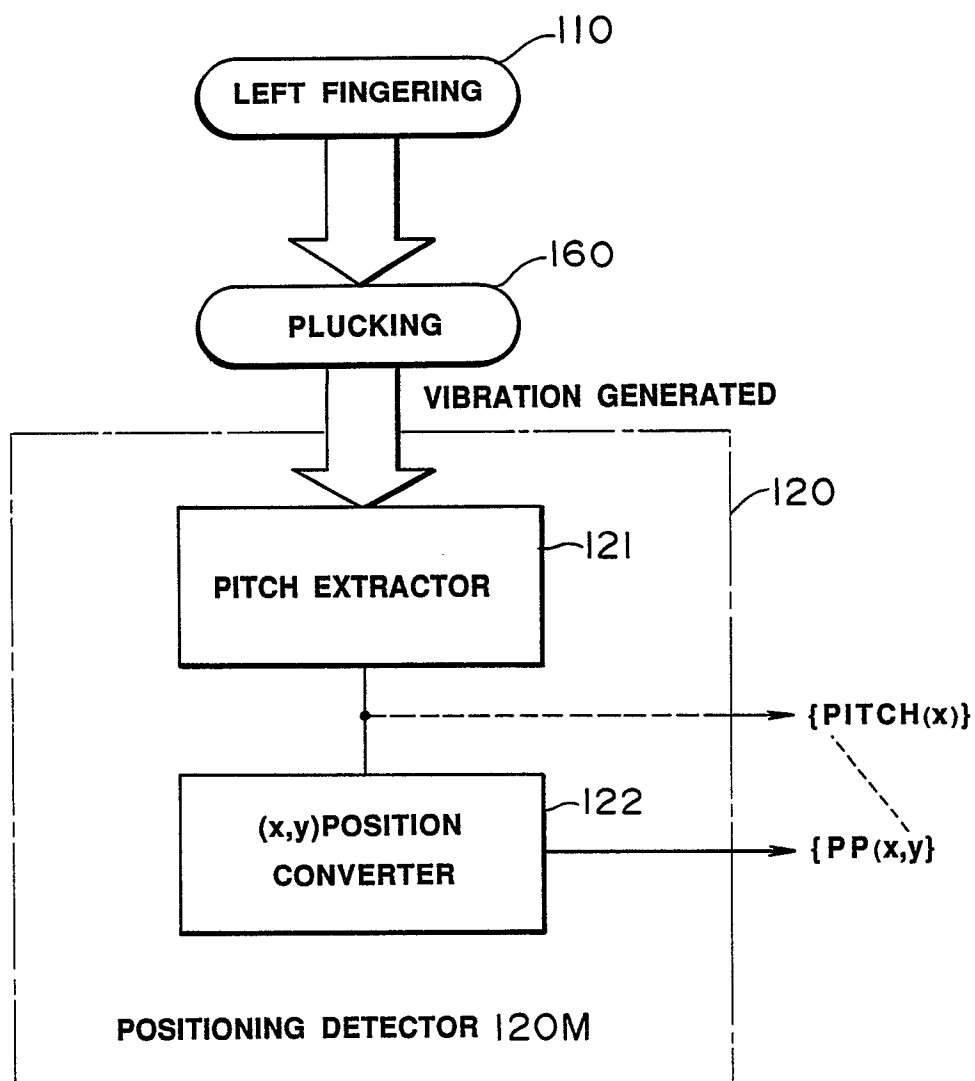 110
LEFT FINGERING
160
PLUCKING
VIBRATION GENERATED
120
121
PITCH EXTRACTOR
{PITCH(x)}
122
(x,y)POSITION
CONVERTER
{PP(x,y}
POSITIONING DETECTOR 120M